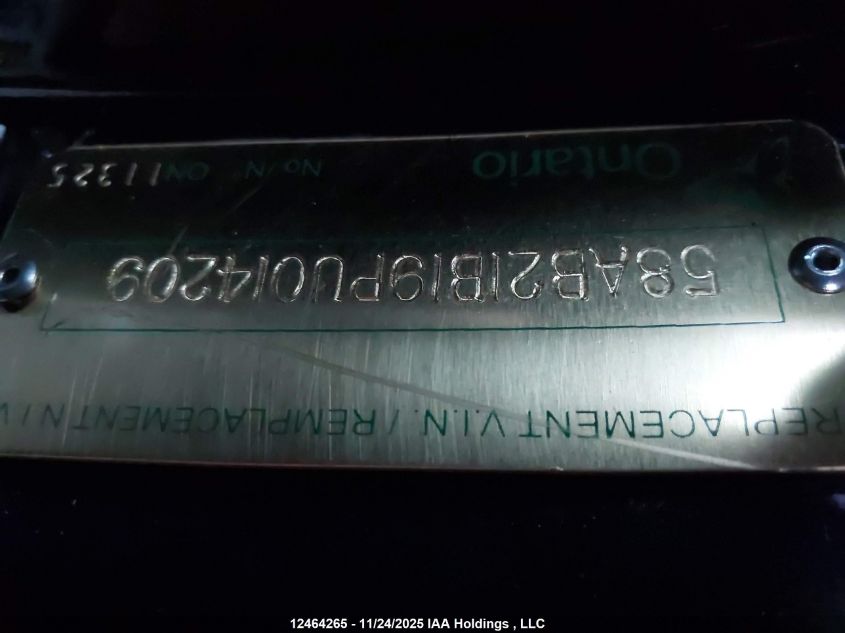 Ontario No/N ON11325
58AB21B19PU014209
REPLACEMENT V.I.N. / REMPLACEMENT N I V
12464265 - 11/24/2025 IAA Holdings , LLC